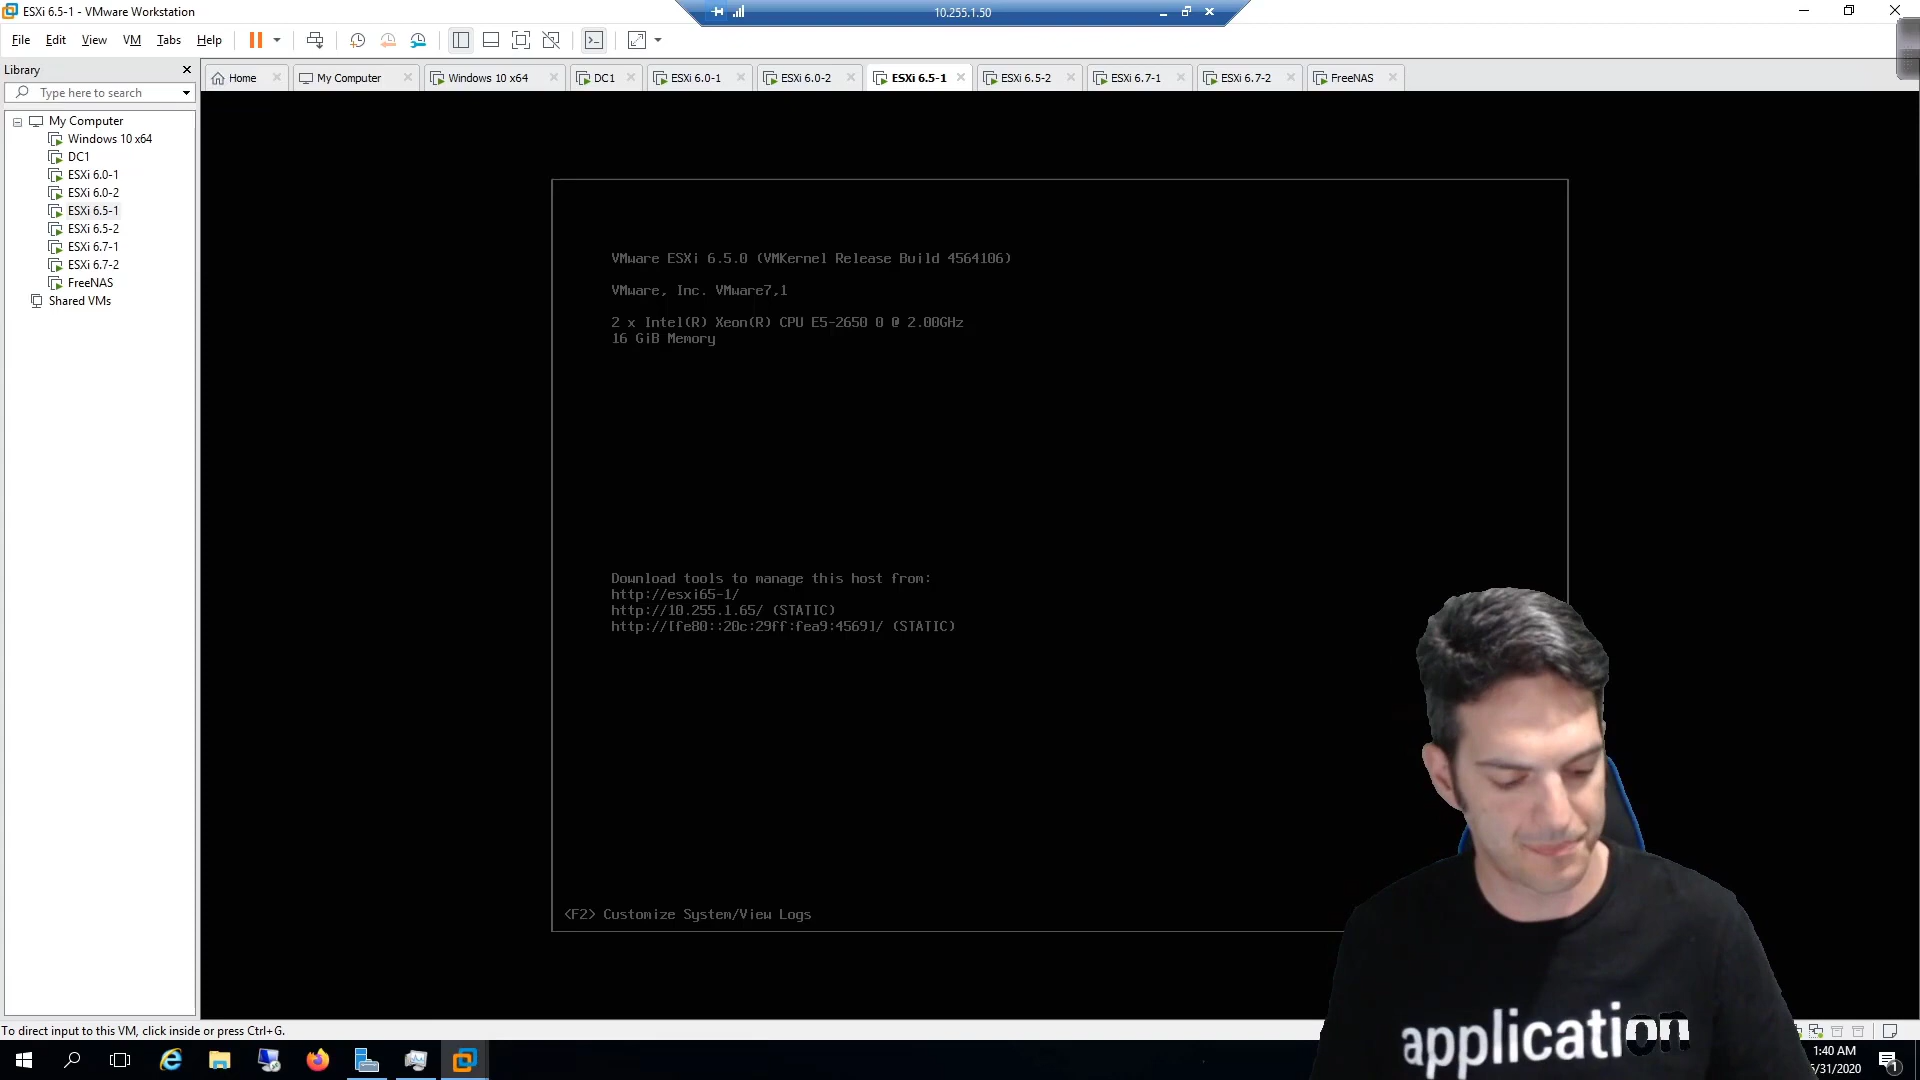 ESXi 6.5-1 - VMware Workstation
10.255.1.50
File Edit View VM Tabs Help
Library
Type here to search
Home
My Computer
Windows 10 x64
DC1
ESXi 6.0-1
ESXi 6.0-2
ESXi 6.5-1
ESXi 6.5-2
ESXi 6.7-1
ESXi 6.7-2
FreeNAS
My Computer
Windows 10 x64
DC1
ESXi 6.0-1
ESXi 6.0-2
ESXi 6.5-1
ESXi 6.5-2
ESXi 6.7-1
ESXi 6.7-2
FreeNAS
Shared VMs
VMware ESXi 6.5.0 (VMKernel Release Build 4564106)
VMware, Inc. VMware7,1
2 x Intel(R) Xeon(R) CPU E5-2650 0 @ 2.00GHz
16 GiB Memory
Download tools to manage this host from:
http://esxi65-1/
http://10.255.1.65/ (STATIC)
http://[fe80::20c:29ff:fea9:4569]/ (STATIC)
<F2> Customize System/View Logs
To direct input to this VM, click inside or press Ctrl+G.
application
1:40 AM
5/31/2020
1